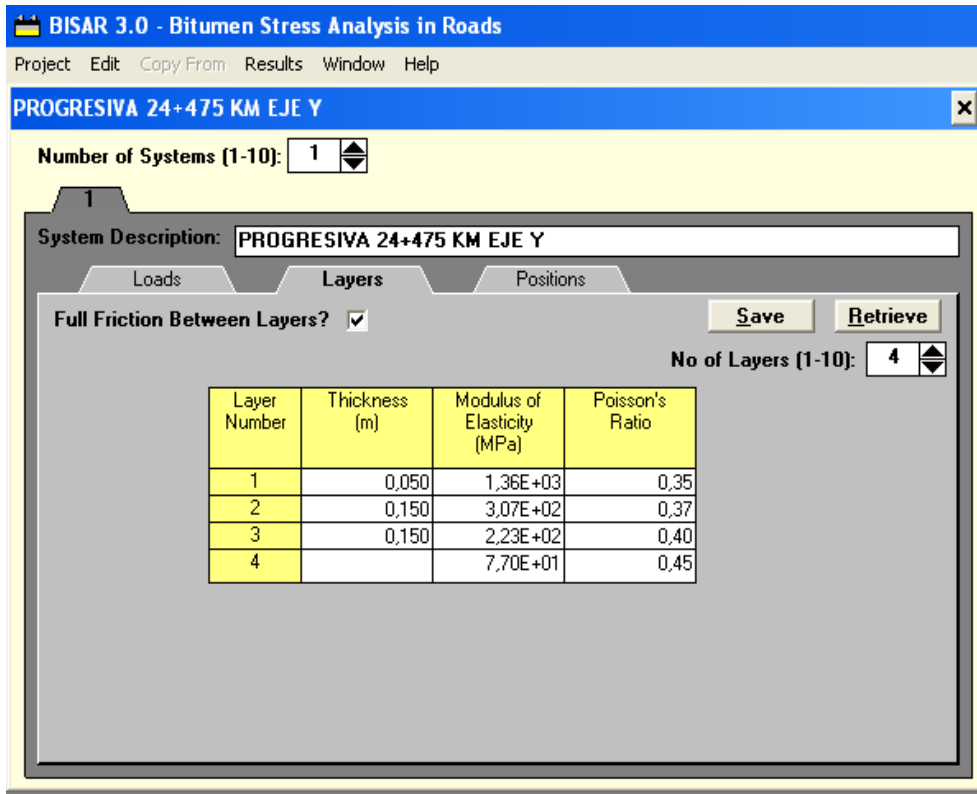 BISAR 3.0 - Bitumen Stress Analysis in Roads
Project Edit Copy From Results Window Help
PROGRESIVA 24+475 KM EJE Y
Number of Systems (1-10): 1
1
System Description: PROGRESIVA 24+475 KM EJE Y
Loads Layers Positions
Full Friction Between Layers? Save Retrieve
No of Layers (1-10): 4
Layer Number Thickness (m) Modulus of Elasticity (MPa) Poisson's Ratio
1 0,050 1,36E+03 0,35
2 0,150 3,07E+02 0,37
3 0,150 2,23E+02 0,40
4 7,70E+01 0,45